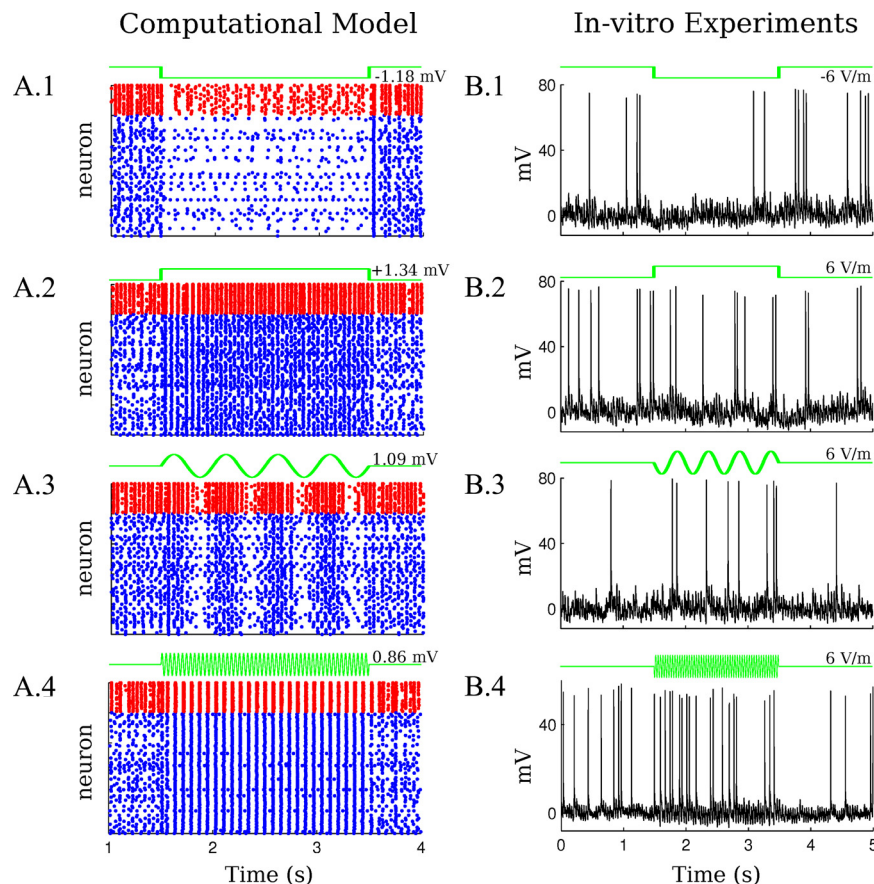 Computational Model
In-vitro Experiments
A.1
-1.18 mV
neuron
B.1
-6 V/m
80
40
0
mV
A.2
+1.34 mV
neuron
B.2
6 V/m
80
40
0
mV
A.3
1.09 mV
neuron
B.3
6 V/m
80
40
0
mV
A.4
0.86 mV
neuron
1 2 3 4
Time (s)
B.4
6 V/m
40
0
mV
0 1 2 3 4 5
Time (s)